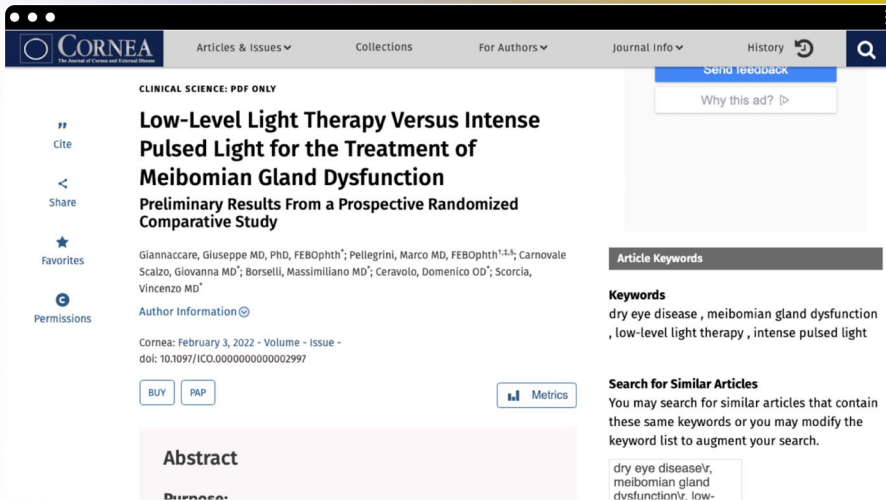 CORNEA
The Journal of Cornea and External Disease
Articles & Issues
Collections
For Authors
Journal Info
History
CLINICAL SCIENCE: PDF ONLY
Low-Level Light Therapy Versus Intense
Pulsed Light for the Treatment of
Meibomian Gland Dysfunction
Preliminary Results From a Prospective Randomized
Comparative Study
Giannaccare, Giuseppe MD, PhD, FEBOphth*; Pellegrini, Marco MD, FEBOphth†,‡,§; Carnovale
Scalzo, Giovanna MD*; Borselli, Massimiliano MD*; Ceravolo, Domenico OD*; Scorcia,
Vincenzo MD*
Author Information
Cornea: February 3, 2022 - Volume - Issue -
doi: 10.1097/ICO.0000000000002997
BUY
PAP
Metrics
Abstract
Purpose:
Cite
Share
Favorites
Permissions
Send feedback
Why this ad?
Article Keywords
Keywords
dry eye disease , meibomian gland dysfunction
, low-level light therapy , intense pulsed light
Search for Similar Articles
You may search for similar articles that contain
these same keywords or you may modify the
keyword list to augment your search.
dry eye disease\r,
meibomian gland
dysfunction\r, low-